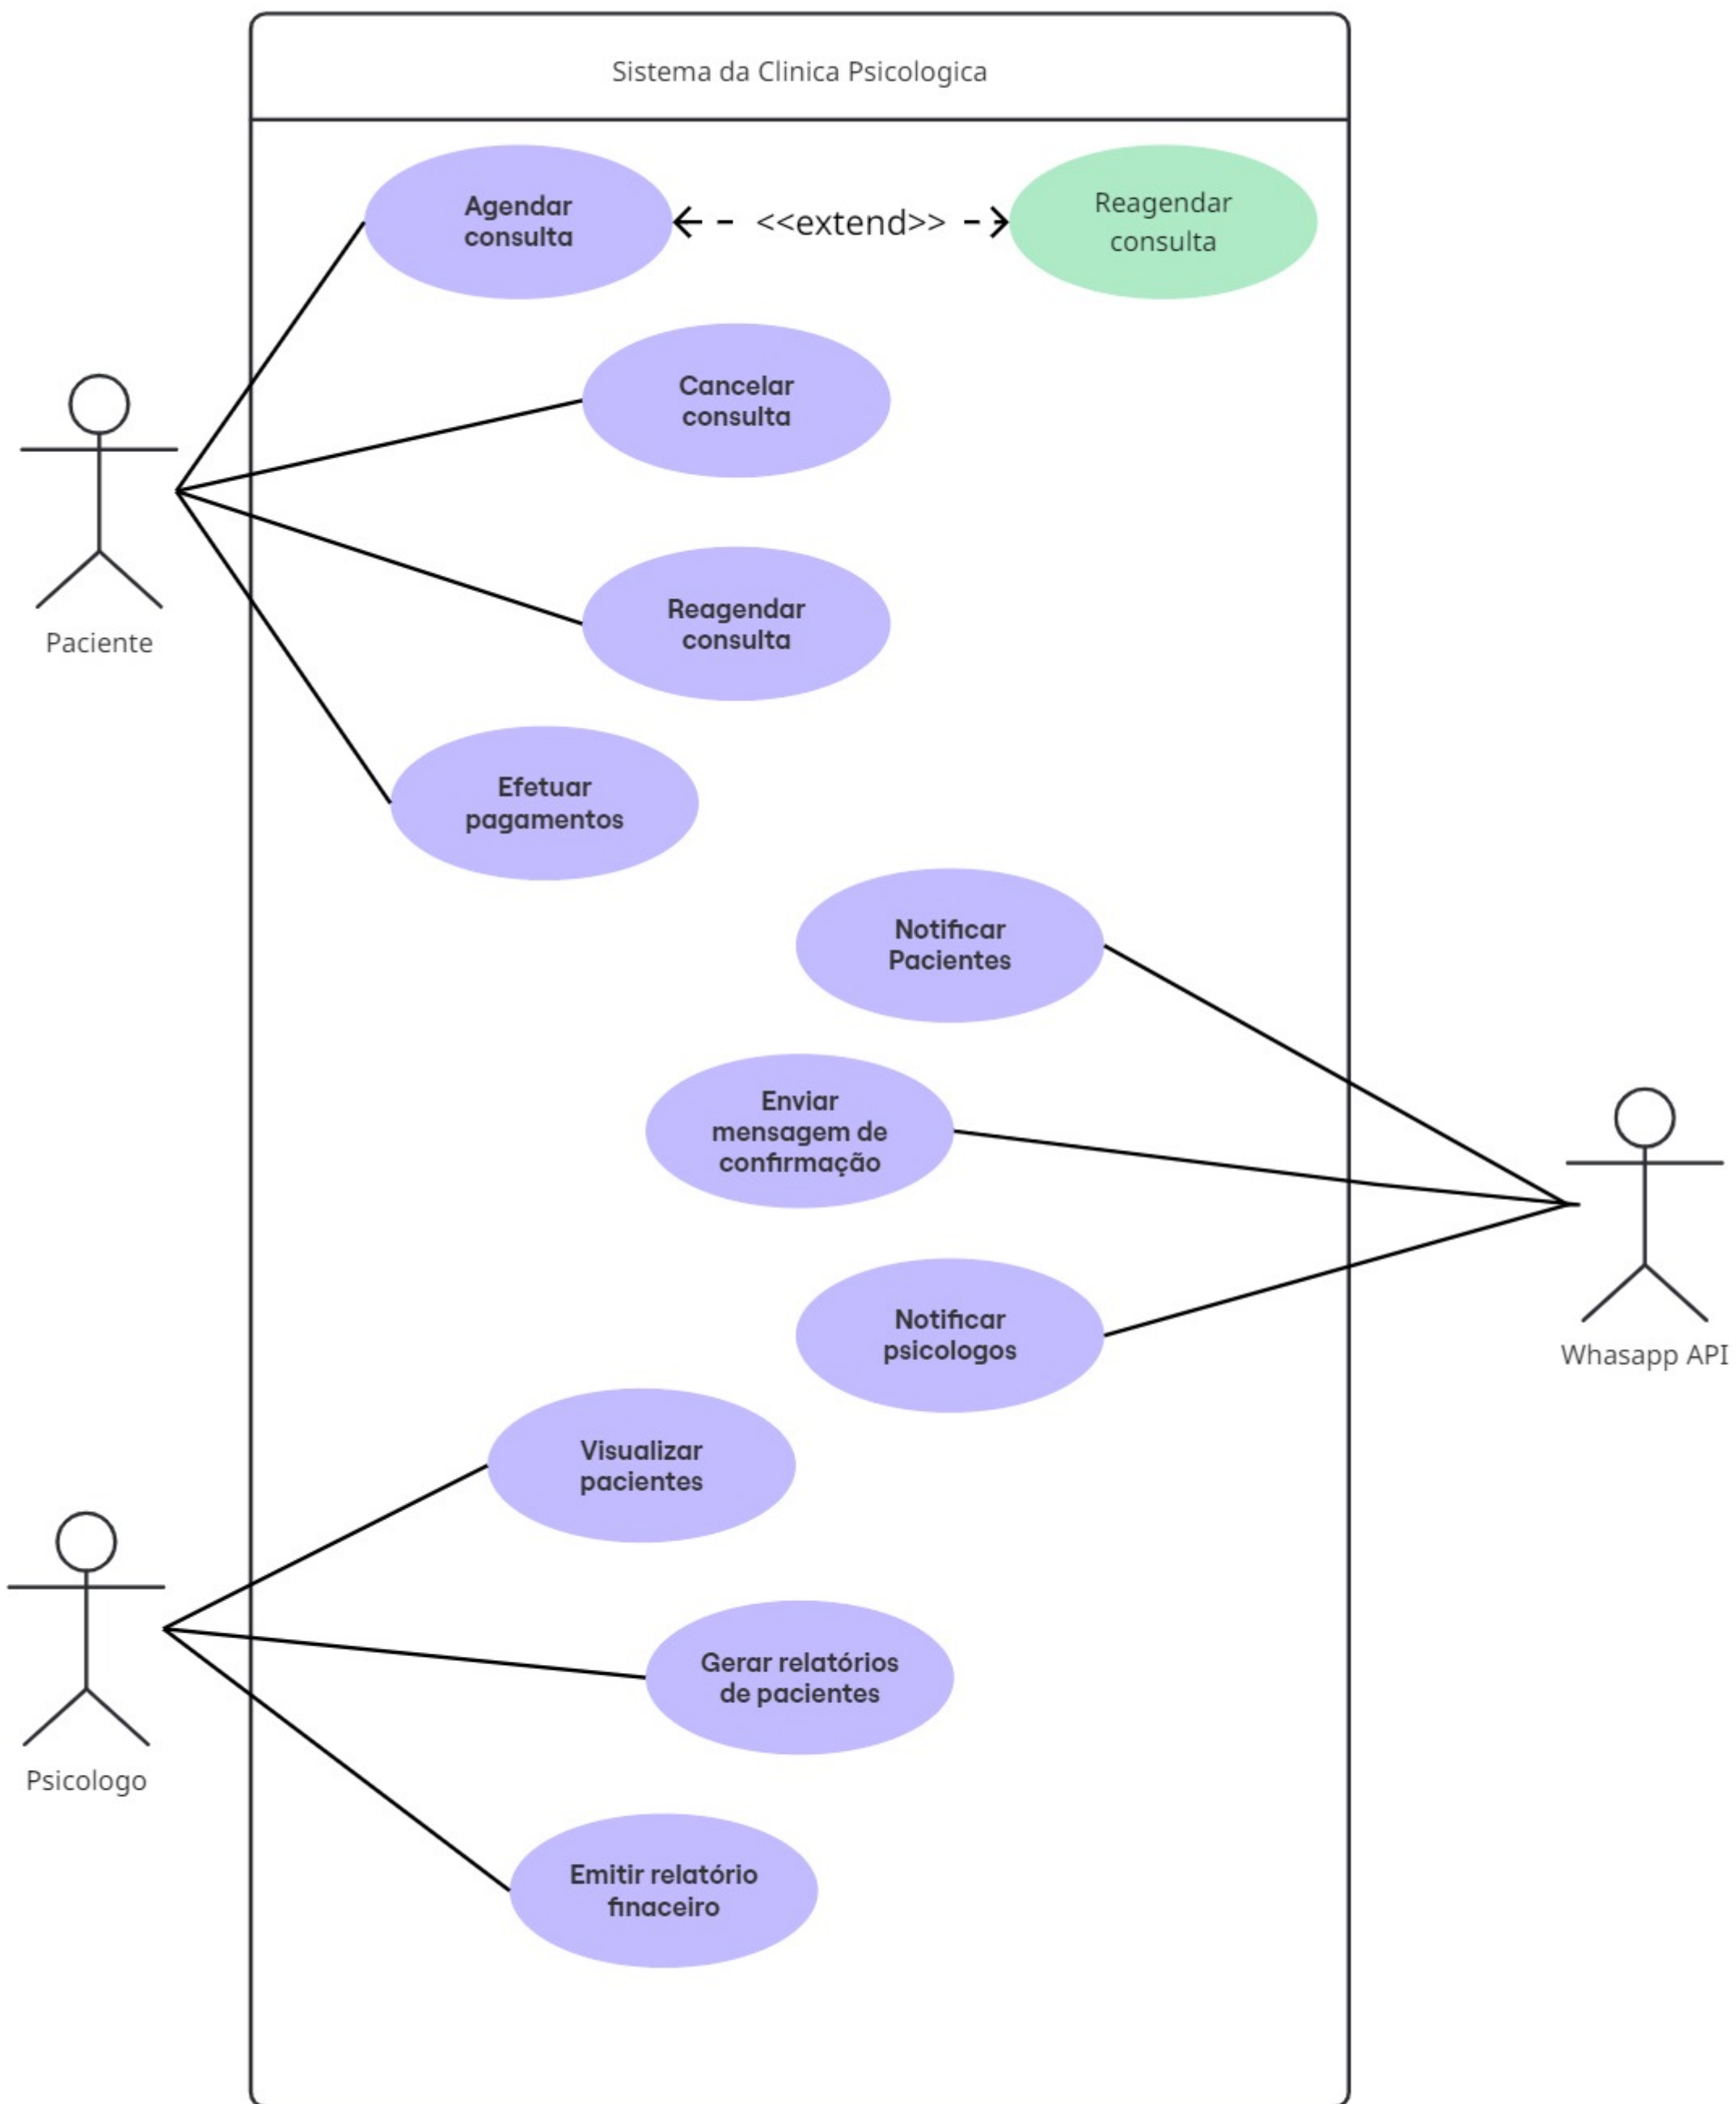 Sistema da Clinica Psicologica
Agendar
consulta
<<extend>>
Reagendar
consulta
Cancelar
consulta
Reagendar
consulta
Paciente
Efetuar
pagamentos
Notificar
Pacientes
Enviar
mensagem de
confirmação
Notificar
psicologos
Whasapp API
Visualizar
pacientes
Gerar relatórios
de pacientes
Psicologo
Emitir relatório
finaceiro